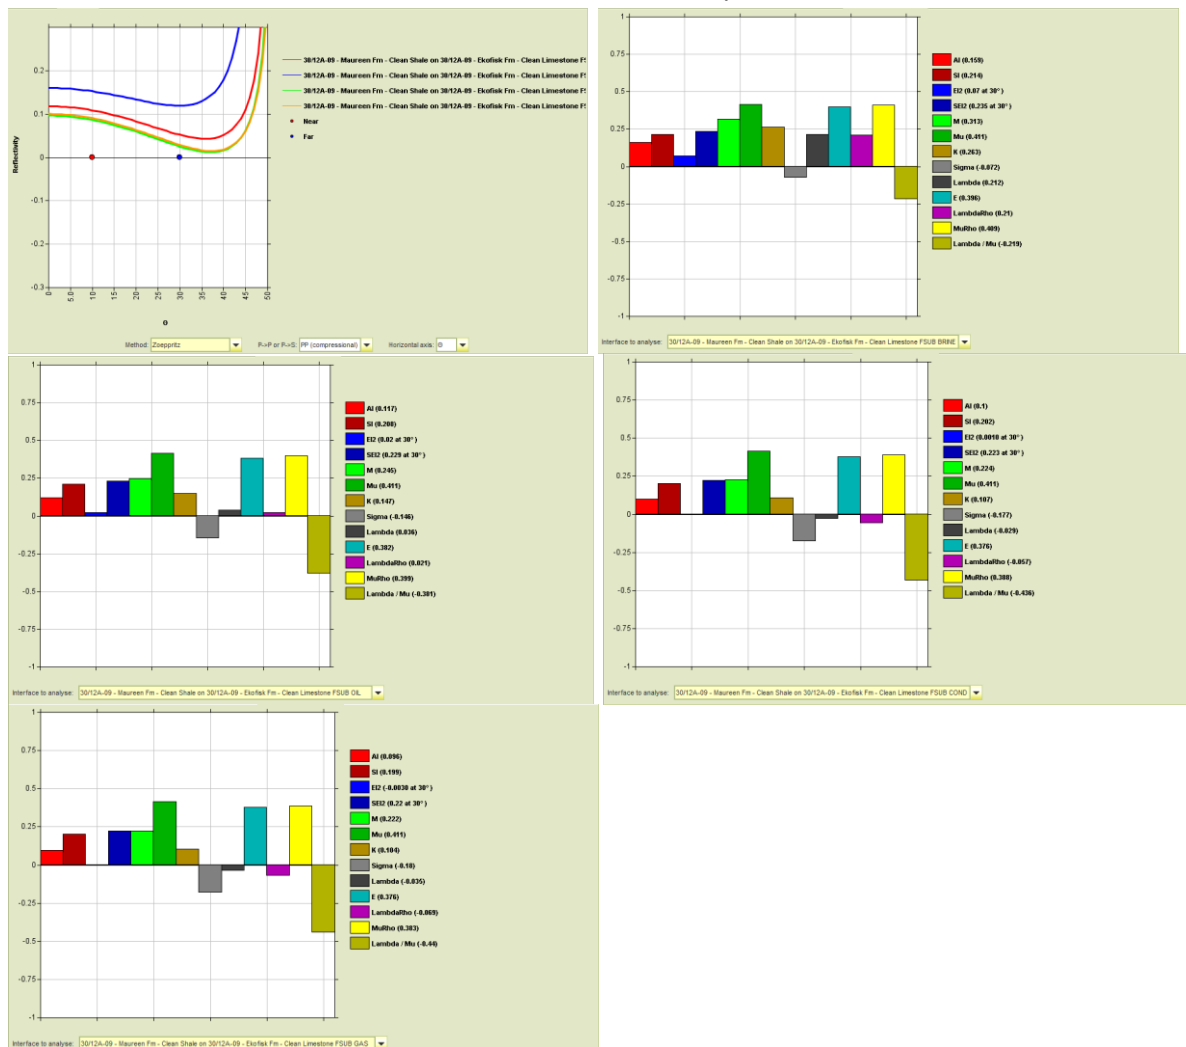 0.2
0.1
0
-0.1
-0.2
-0.3
Reflectivity
0
5.0
10
15
20
25
30
35
40
45
50
θ
30/12A-09 - Maureen Fm - Clean Shale on 30/12A-09 - Ekofisk Fm - Clean Limestone FS
30/12A-09 - Maureen Fm - Clean Shale on 30/12A-09 - Ekofisk Fm - Clean Limestone FS
30/12A-09 - Maureen Fm - Clean Shale on 30/12A-09 - Ekofisk Fm - Clean Limestone FS
30/12A-09 - Maureen Fm - Clean Shale on 30/12A-09 - Ekofisk Fm - Clean Limestone FS
Near
Far
Method: Zoeppritz P->P or P->S: PP (compressional) Horizontal axis: θ
1
0.75
0.5
0.25
0
-0.25
-0.5
-0.75
-1
AI (0.159)
SI (0.214)
EI2 (0.07 at 30°)
SEI2 (0.235 at 30°)
M (0.313)
Mu (0.411)
K (0.263)
Sigma (-0.072)
Lambda (0.212)
E (0.396)
LambdaRho (0.21)
MuRho (0.409)
Lambda / Mu (-0.219)
Interface to analyse: 30/12A-09 - Maureen Fm - Clean Shale on 30/12A-09 - Ekofisk Fm - Clean Limestone FSUB BRINE
1
0.75
0.5
0.25
0
-0.25
-0.5
-0.75
-1
AI (0.117)
SI (0.208)
EI2 (0.02 at 30°)
SEI2 (0.229 at 30°)
M (0.245)
Mu (0.411)
K (0.147)
Sigma (-0.146)
Lambda (0.036)
E (0.382)
LambdaRho (0.021)
MuRho (0.399)
Lambda / Mu (-0.381)
Interface to analyse: 30/12A-09 - Maureen Fm - Clean Shale on 30/12A-09 - Ekofisk Fm - Clean Limestone FSUB OIL
1
0.75
0.5
0.25
0
-0.25
-0.5
-0.75
-1
AI (0.1)
SI (0.202)
EI2 (0.0010 at 30°)
SEI2 (0.223 at 30°)
M (0.224)
Mu (0.411)
K (0.107)
Sigma (-0.177)
Lambda (-0.029)
E (0.376)
LambdaRho (-0.057)
MuRho (0.388)
Lambda / Mu (-0.436)
Interface to analyse: 30/12A-09 - Maureen Fm - Clean Shale on 30/12A-09 - Ekofisk Fm - Clean Limestone FSUB COND
1
0.75
0.5
0.25
0
-0.25
-0.5
-0.75
-1
AI (0.096)
SI (0.199)
EI2 (-0.0030 at 30°)
SEI2 (0.22 at 30°)
M (0.222)
Mu (0.411)
K (0.104)
Sigma (-0.18)
Lambda (-0.035)
E (0.376)
LambdaRho (-0.069)
MuRho (0.383)
Lambda / Mu (-0.44)
Interface to analyse: 30/12A-09 - Maureen Fm - Clean Shale on 30/12A-09 - Ekofisk Fm - Clean Limestone FSUB GAS